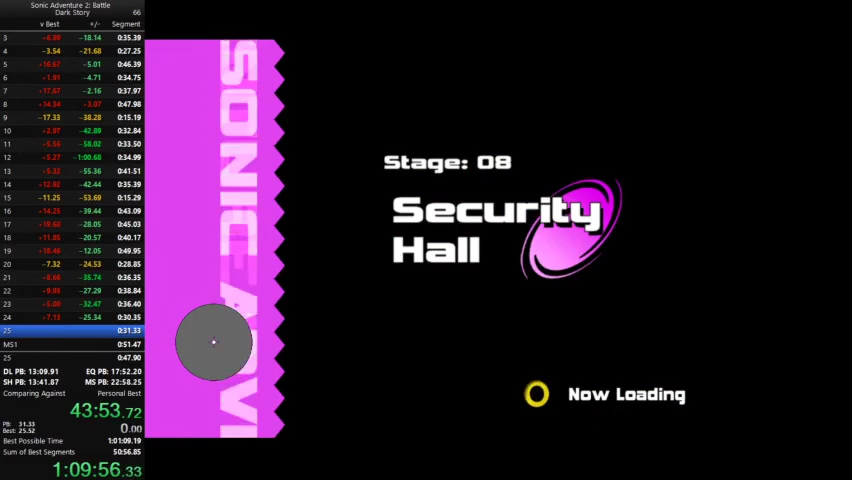 Sonic Adventure 2: Battle
Dark Story 66
v Best +/- Segment
3 +6.89 -18.14 0:35.39
4 -3.54 -21.68 0:27.25
5 +16.67 -5.01 0:46.39
6 +1.91 -4.71 0:34.75
7 +17.67 -2.16 0:37.97
8 +14.34 +3.07 0:47.98
9 -17.33 -38.28 0:15.19
10 +2.97 -42.89 0:32.84
11 +5.56 -50.02 0:33.50
12 +5.27 -1:00.68 0:34.99
13 +5.32 -55.36 0:41.51
14 +12.92 -42.44 0:35.39
15 -11.25 -53.69 0:15.29
16 +14.25 -39.44 0:43.09
17 +19.68 -28.05 0:45.03
18 +11.85 -20.57 0:40.17
19 +18.46 -12.05 0:49.95
20 -7.32 -24.53 0:28.85
21 +8.66 -35.74 0:36.35
22 +9.93 -27.29 0:38.84
23 +5.00 -32.47 0:36.40
24 +7.13 -25.34 0:30.35
25 0:31.33
MS1 0:51.47
25 0:47.90
DL PB: 13:09.91 EQ PB: 17:52.20
SH PB: 13:41.87 MS PB: 22:58.25
Comparing Against Personal Best
43:53.72
PB: 31.33
Best: 25.52
0.00
Best Possible Time 1:01:09.19
Sum of Best Segments 50:56.85
1:09:56.33
SONIC ADV
Stage: 08
Security
Hall
Now Loading